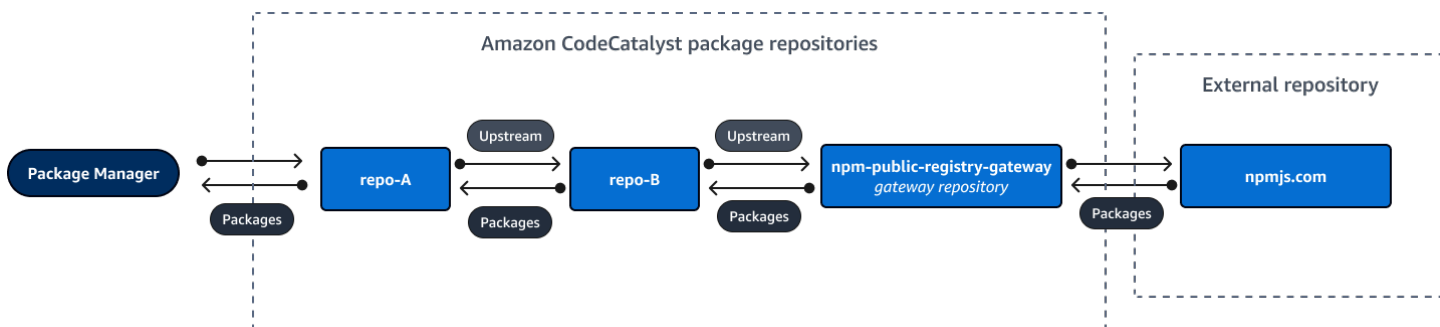 Amazon CodeCatalyst package repositories
External repository
Upstream
Upstream
Package Manager
repo-A
repo-B
npm-public-registry-gateway
gateway repository
npmjs.com
Packages
Packages
Packages
Packages